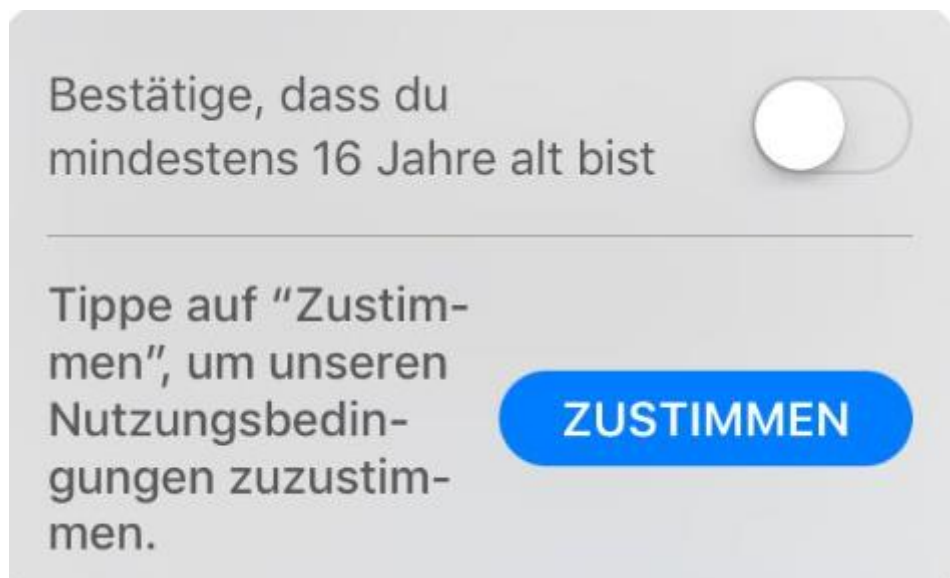 Bestätige, dass du
mindestens 16 Jahre alt bist
Tippe auf “Zustim-
men”, um unseren
Nutzungsbedin-
gungen zuzustim-
men.
ZUSTIMMEN